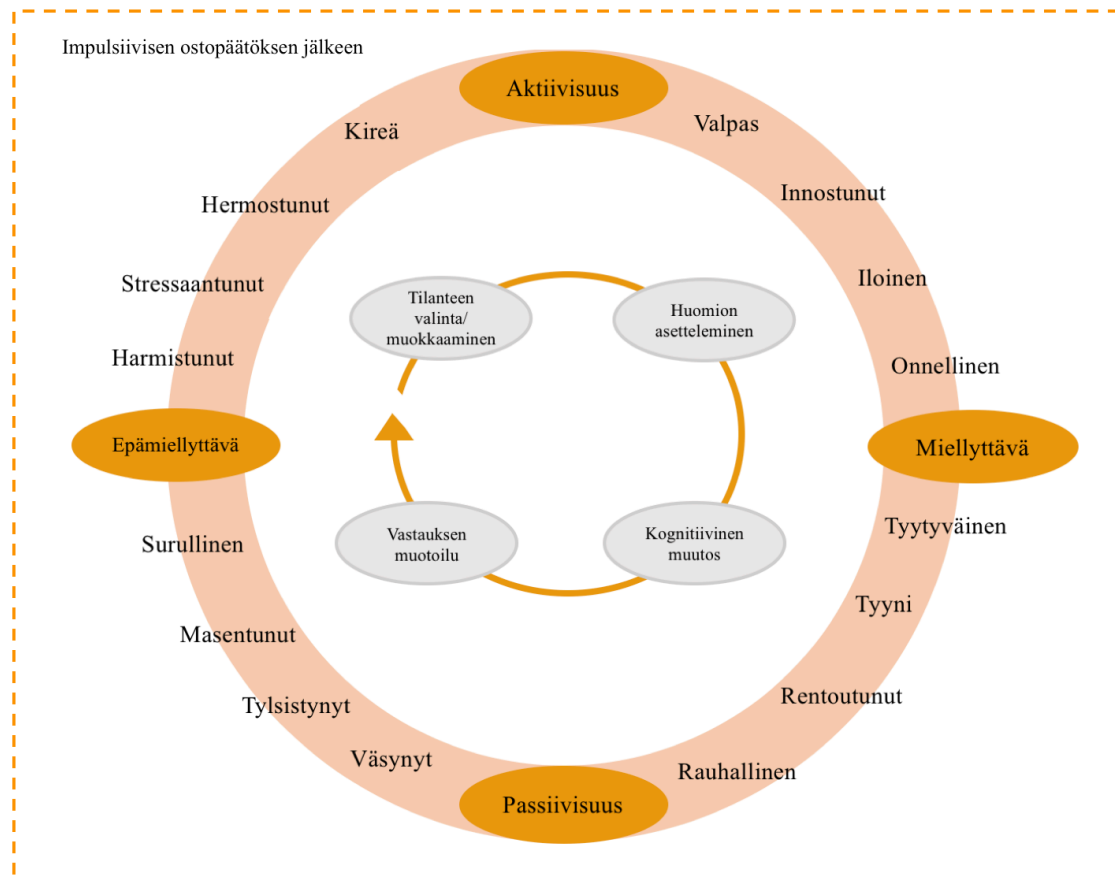 Impulsiivisen ostopäätöksen jälkeen
Aktiivisuus
Kireä
Valpas
Hermostunut
Innostunut
Stressaantunut
Iloinen
Tilanteen
valinta/
muokkaaminen
Huomion
asetteleminen
Harmistunut
Onnellinen
Epämiellyttävä
Miellyttävä
Vastauksen
muotoilu
Kognitiivinen
muutos
Surullinen
Tyytyväinen
Masentunut
Tyyni
Tylsistynyt
Rentoutunut
Väsynyt
Rauhallinen
Passiivisuus